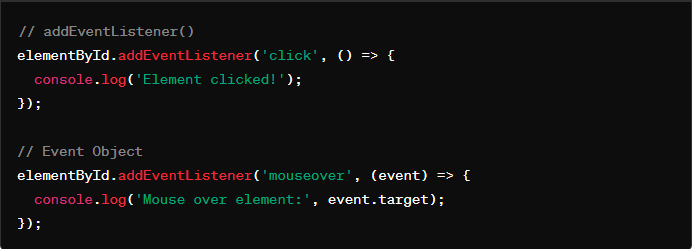 // addEventListener()
elementById.addEventListener('click', () => {
  console.log('Element clicked!');
});

// Event Object
elementById.addEventListener('mouseover', (event) => {
  console.log('Mouse over element:', event.target);
});